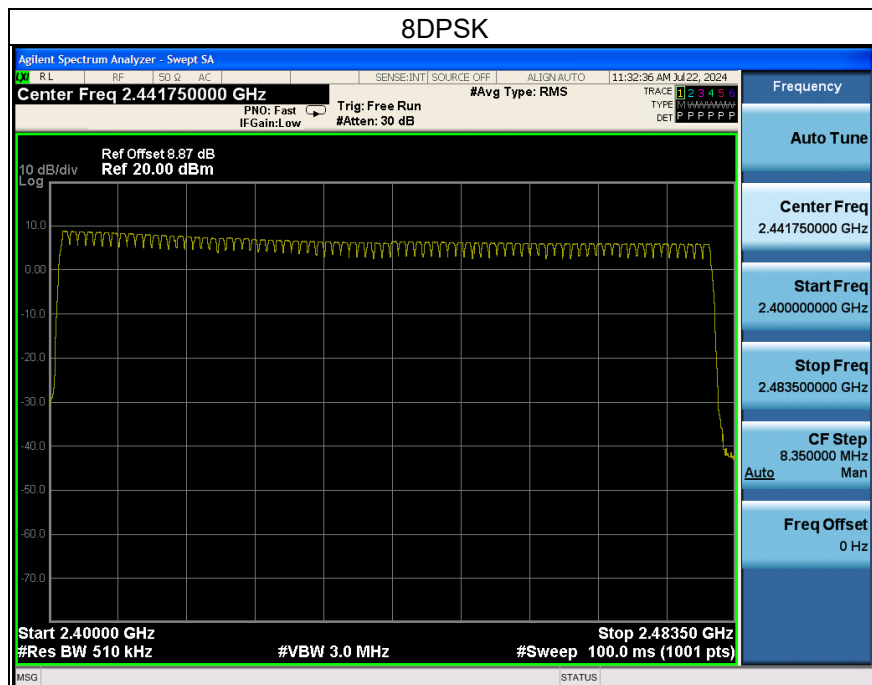 8DPSK
Agilent Spectrum Analyzer - Swept SA
LXI RL RF 50 Ω AC SENSE:INT SOURCE OFF ALIGN AUTO 11:32:36 AM Jul 22, 2024
Center Freq 2.441750000 GHz #Avg Type: RMS TRACE 1 2 3 4 5 6
PNO: Fast Trig: Free Run TYPE M WWWWW
IFGain:Low #Atten: 30 dB DET P P P P P P
Frequency
Auto Tune
Center Freq
2.441750000 GHz
Start Freq
2.400000000 GHz
Stop Freq
2.483500000 GHz
CF Step
8.350000 MHz
Auto Man
Freq Offset
0 Hz
Ref Offset 8.87 dB
10 dB/div Ref 20.00 dBm
Log
10.0
0.00
-10.0
-20.0
-30.0
-40.0
-50.0
-60.0
-70.0
Start 2.40000 GHz Stop 2.48350 GHz
#Res BW 510 kHz #VBW 3.0 MHz #Sweep 100.0 ms (1001 pts)
MSG STATUS